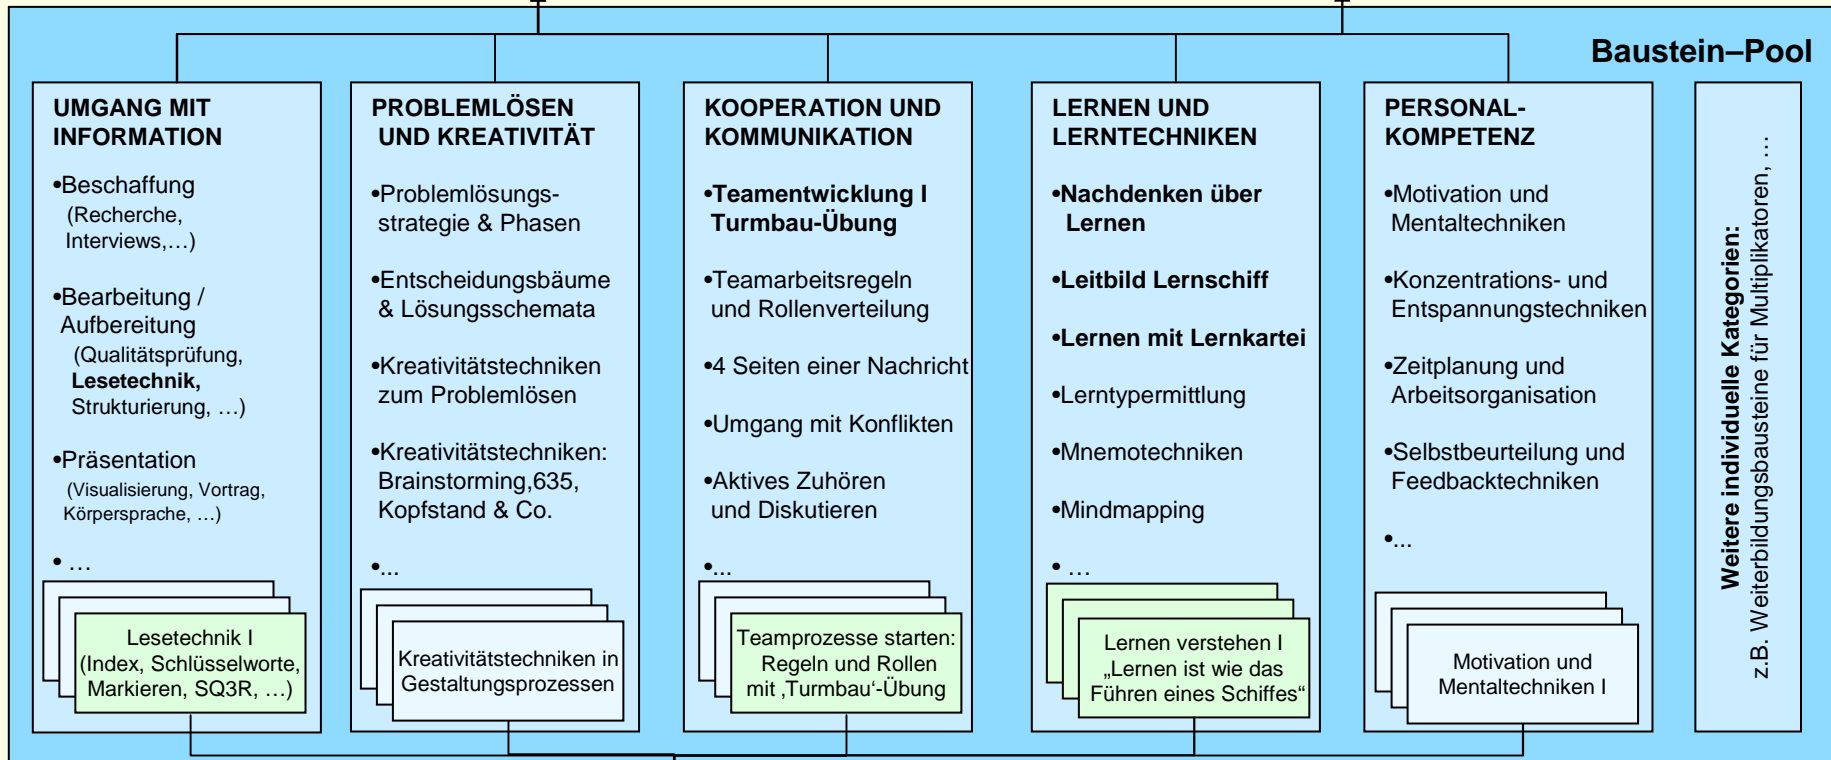 Baustein–Pool
UMGANG MIT
INFORMATION
•Beschaffung
(Recherche,
Interviews,…)
•Bearbeitung /
Aufbereitung
(Qualitätsprüfung,
Lesetechnik,
Strukturierung, …)
•Präsentation
(Visualisierung, Vortrag,
Körpersprache, …)
• …
Lesetechnik I
(Index, Schlüsselworte,
Markieren, SQ3R, …)
PROBLEMLÖSEN
UND KREATIVITÄT
•Problemlösungs-
strategie & Phasen
•Entscheidungsbäume
& Lösungsschemata
•Kreativitätstechniken
zum Problemlösen
•Kreativitätstechniken:
Brainstorming,635,
Kopfstand & Co.
•...
Kreativitätstechniken in
Gestaltungsprozessen
KOOPERATION UND
KOMMUNIKATION
•Teamentwicklung I
Turmbau-Übung
•Teamarbeitsregeln
und Rollenverteilung
•4 Seiten einer Nachricht
•Umgang mit Konflikten
•Aktives Zuhören
und Diskutieren
•...
Teamprozesse starten:
Regeln und Rollen
mit ‚Turmbau‘-Übung
LERNEN UND
LERNTECHNIKEN
•Nachdenken über
Lernen
•Leitbild Lernschiff
•Lernen mit Lernkartei
•Lerntypermittlung
•Mnemotechniken
•Mindmapping
• …
Lernen verstehen I
„Lernen ist wie das
Führen eines Schiffes“
PERSONAL-
KOMPETENZ
•Motivation und
Mentaltechniken
•Konzentrations- und
Entspannungstechniken
•Zeitplanung und
Arbeitsorganisation
•Selbstbeurteilung und
Feedbacktechniken
•...
Motivation und
Mentaltechniken I
Weitere individuelle Kategorien:
z.B. Weiterbildungsbausteine für Multiplikatoren, …